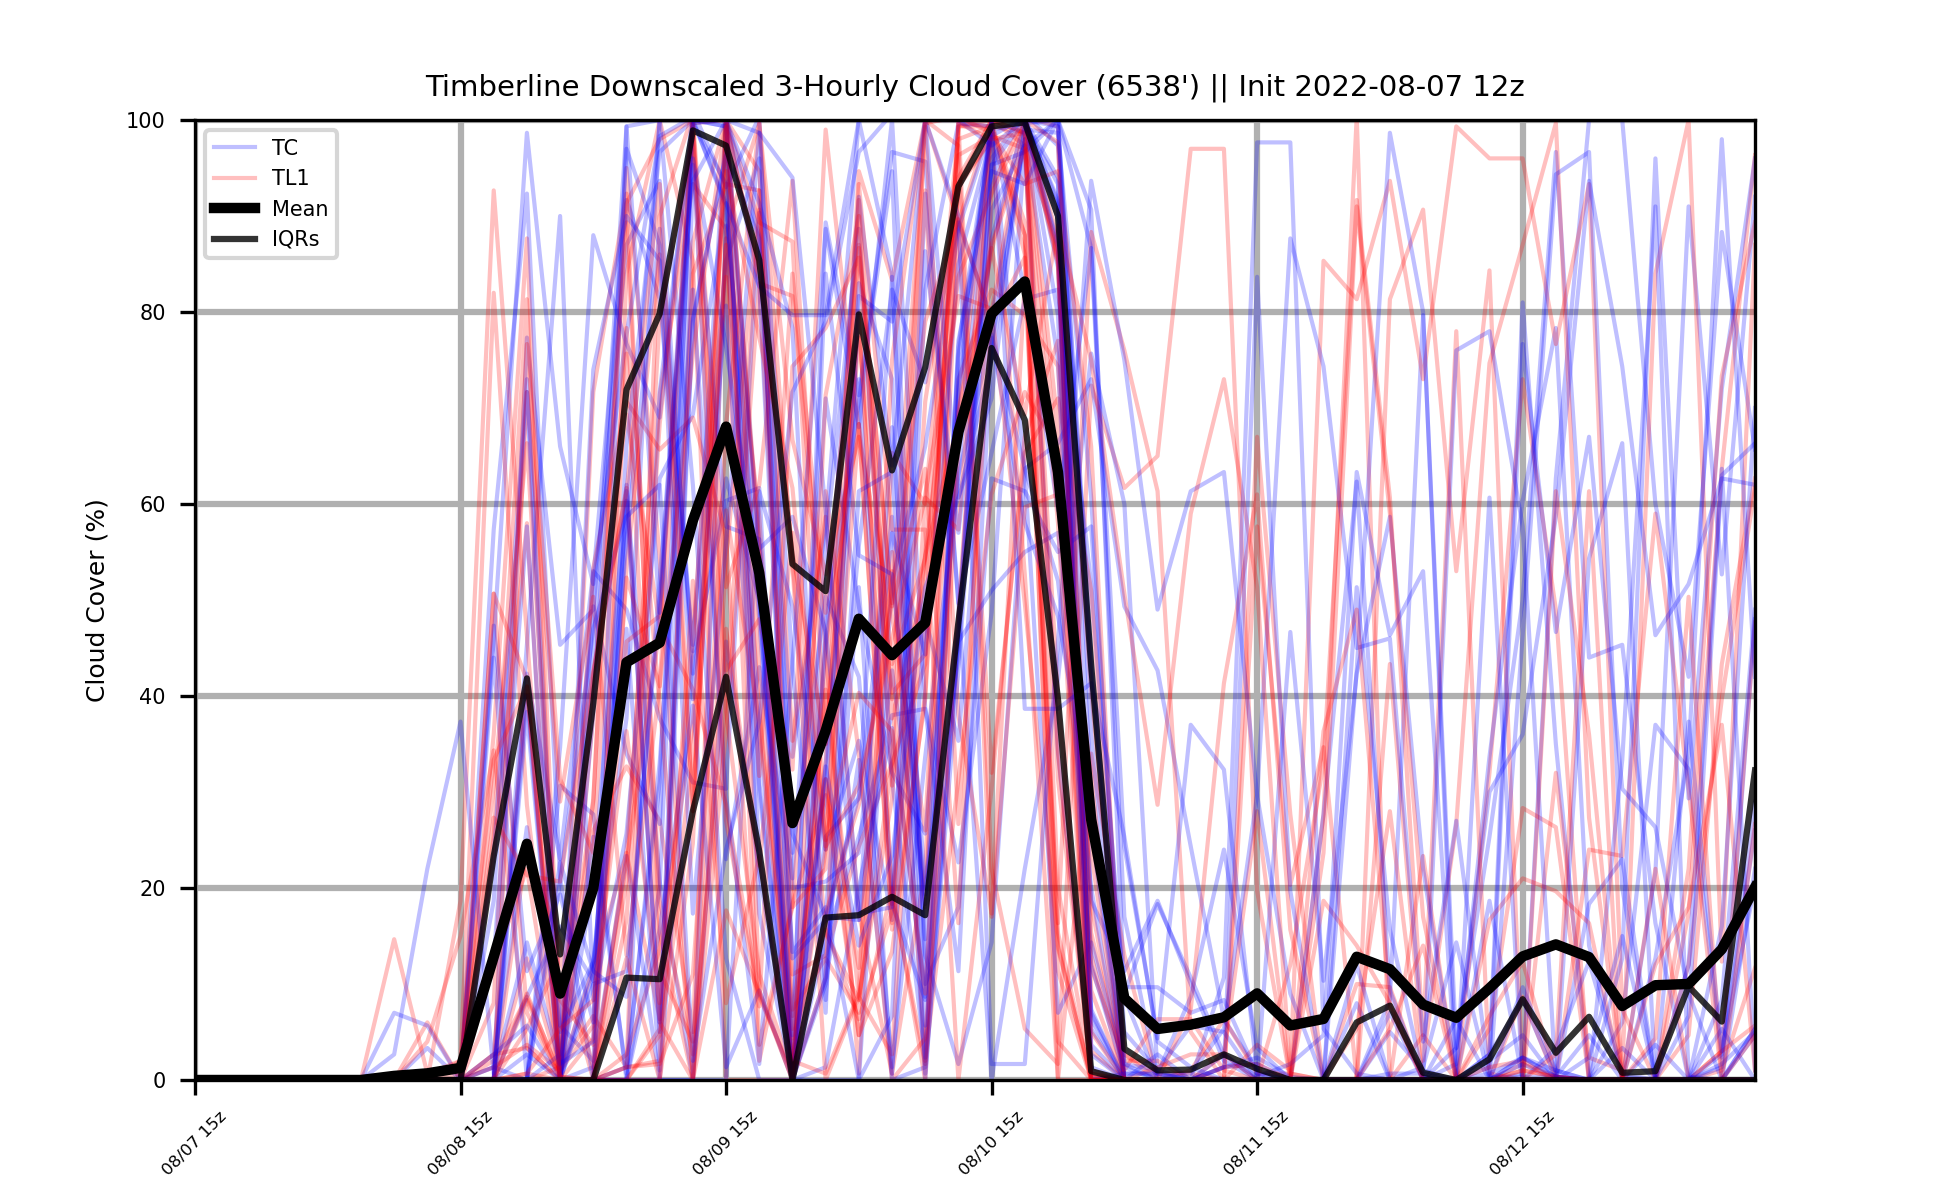 Timberline Downscaled 3-Hourly Cloud Cover (6538') || Init 2022-08-07 12z
100
80
60
40
20
0
Cloud Cover (%)
TC
TL1
Mean
IQRs
08/07 15z
08/08 15z
08/09 15z
08/10 15z
08/11 15z
08/12 15z